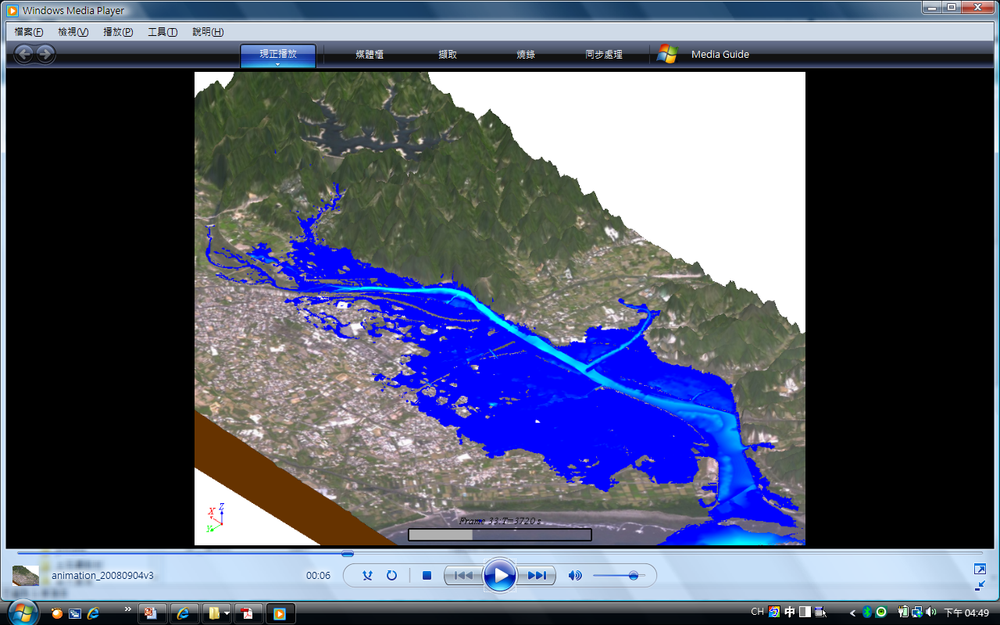 Windows Media Player
檔案(F) 檢視(V) 播放(P) 工具(T) 說明(H)
現正播放 媒體櫃 擷取 燒錄 同步處理 Media Guide
X Z
Y
Frame 33:T=3720 s
animation_20080904v3 00:06
CH 中 下午 04:49